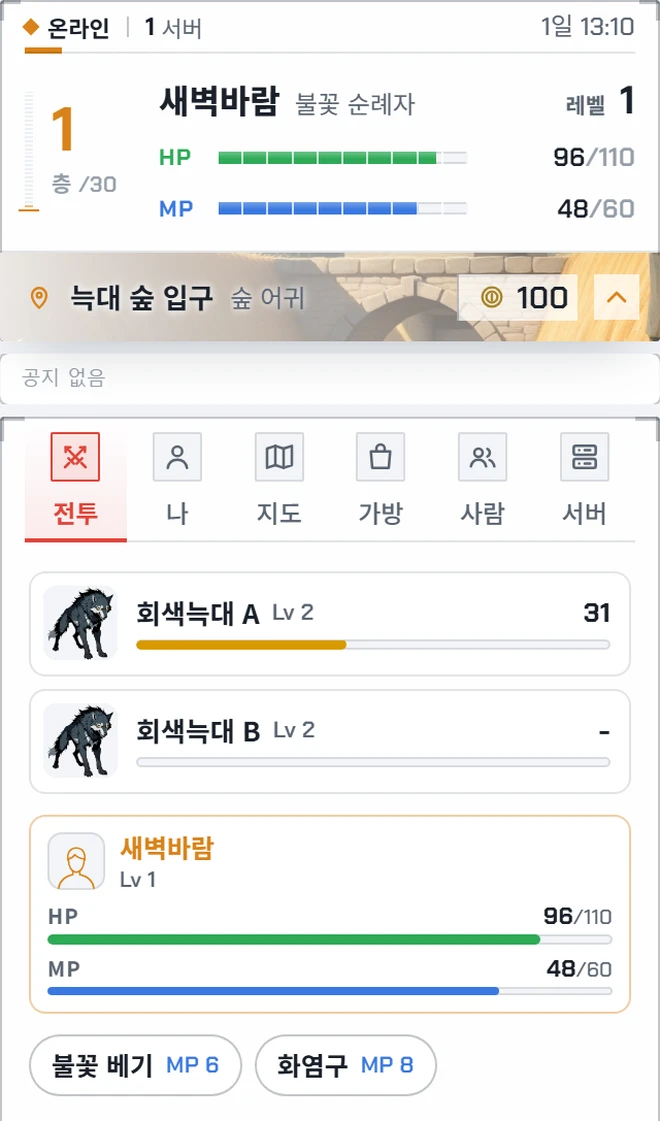 온라인 1 서버 1일 13:10
새벽바람 불꽃 순례자 레벨 1
1
층 /30
HP 96/110
MP 48/60
늑대 숲 입구 숲 어귀 100
공지 없음
전투 나 지도 가방 사람 서버
회색늑대 A Lv 2 31
회색늑대 B Lv 2 -
새벽바람
Lv 1
HP 96/110
MP 48/60
불꽃 베기 MP 6 화염구 MP 8